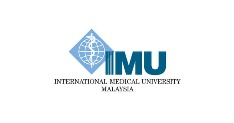 IMU
INTERNATIONAL MEDICAL UNIVERSITY
MALAYSIA